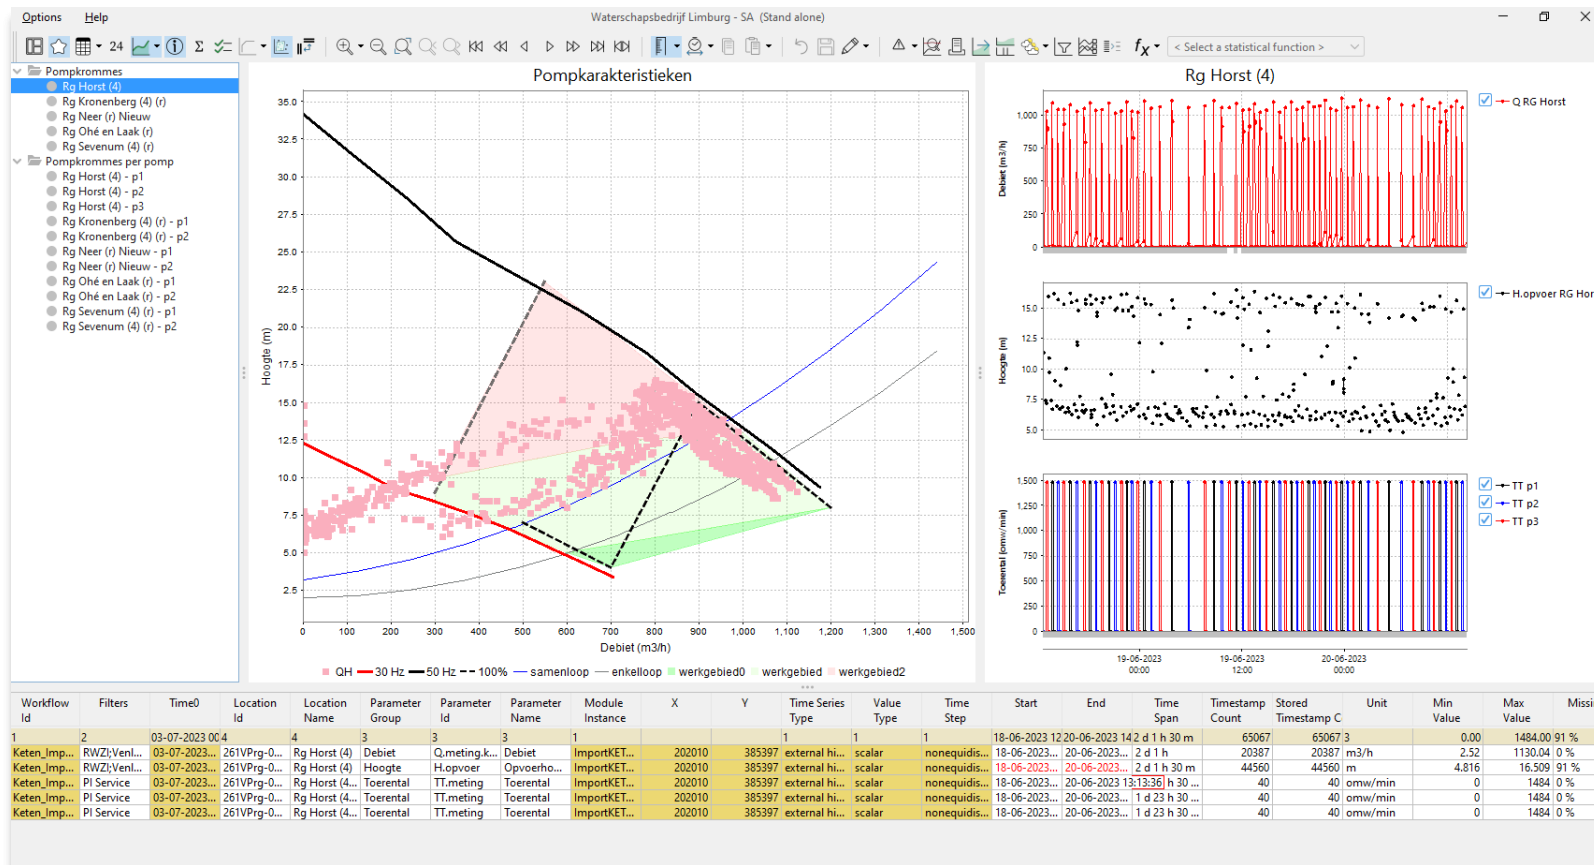 Options Help Waterschapsbedrijf Limburg - SA (Stand alone)
24 Σ fx < Select a statistical function >
Pompkrommes
Rg Horst (4)
Rg Kronenberg (4) (r)
Rg Neer (r) Nieuw
Rg Ohé en Laak (r)
Rg Sevenum (4) (r)
Pompkrommes per pomp
Rg Horst (4) - p1
Rg Horst (4) - p2
Rg Horst (4) - p3
Rg Kronenberg (4) (r) - p1
Rg Kronenberg (4) (r) - p2
Rg Neer (r) Nieuw - p1
Rg Neer (r) Nieuw - p2
Rg Ohé en Laak (r) - p1
Rg Ohé en Laak (r) - p2
Rg Sevenum (4) (r) - p1
Rg Sevenum (4) (r) - p2
Pompkarakteristieken
35.0
32.5
30.0
27.5
25.0
22.5
20.0
17.5
15.0
12.5
10.0
7.5
5.0
2.5
Hoogte (m)
0 100 200 300 400 500 600 700 800 900 1,000 1,100 1,200 1,300 1,400 1,500
Debiet (m3/h)
QH 30 Hz 50 Hz 100% samenloop enkelloop werkgebied0 werkgebied werkgebied2
Rg Horst (4)
1.000
750
500
250
0
Debiet (m3/h)
Q RG Horst
15.0
12.5
10.0
7.5
5.0
Hoogte (m)
H.opvoer RG Hor
1,500
1,250
1,000
750
500
250
0
Toerental (omw/min)
TT p1
TT p2
TT p3
19-06-2023 19-06-2023 20-06-2023
00:00 12:00 00:00
Workflow Filters Time0 Location Location Parameter Parameter Parameter Module X Y Time Series Value Time Start End Time Timestamp Stored Unit Min Max Missi
Id Id Name Group Id Name Instance Type Type Step Span Count Timestamp C Value Value
1 2 03-07-2023 00 4 4 3 3 3 1 1 1 1 18-06-2023 12 20-06-2023 14 2 d 1 h 30 m 65067 65067 3 0.00 1484.00 91 %
Keten_Imp... RWZI;Venl... 03-07-2023... 261VPrg-0... Rg Horst (4) Debiet Q.meting.k... Debiet ImportKET... 202010 385397 external hi... scalar nonequidis... 18-06-2023... 20-06-2023... 2 d 1 h 20387 20387 m3/h 2.52 1130.04 0 %
Keten_Imp... RWZI;Venl... 03-07-2023... 261VPrg-0... Rg Horst (4) Hoogte H.opvoer Opvoerho... ImportKET... 202010 385397 external hi... scalar nonequidis... 18-06-2023... 20-06-2023... 2 d 1 h 30 m 44560 44560 m 4.816 16.509 91 %
Keten_Imp... PI Service 03-07-2023... 261VPrg-0... Rg Horst (4... Toerental TT.meting Toerental ImportKET... 202010 385397 external hi... scalar nonequidis... 18-06-2023... 20-06-2023 13:13:36 h 30 ... 40 40 omw/min 0 1484 0 %
Keten_Imp... PI Service 03-07-2023... 261VPrg-0... Rg Horst (4... Toerental TT.meting Toerental ImportKET... 202010 385397 external hi... scalar nonequidis... 18-06-2023... 20-06-2023... 1 d 23 h 30 ... 40 40 omw/min 0 1484 0 %
Keten_Imp... PI Service 03-07-2023... 261VPrg-0... Rg Horst (4... Toerental TT.meting Toerental ImportKET... 202010 385397 external hi... scalar nonequidis... 18-06-2023... 20-06-2023... 1 d 23 h 30 ... 40 40 omw/min 0 1484 0 %